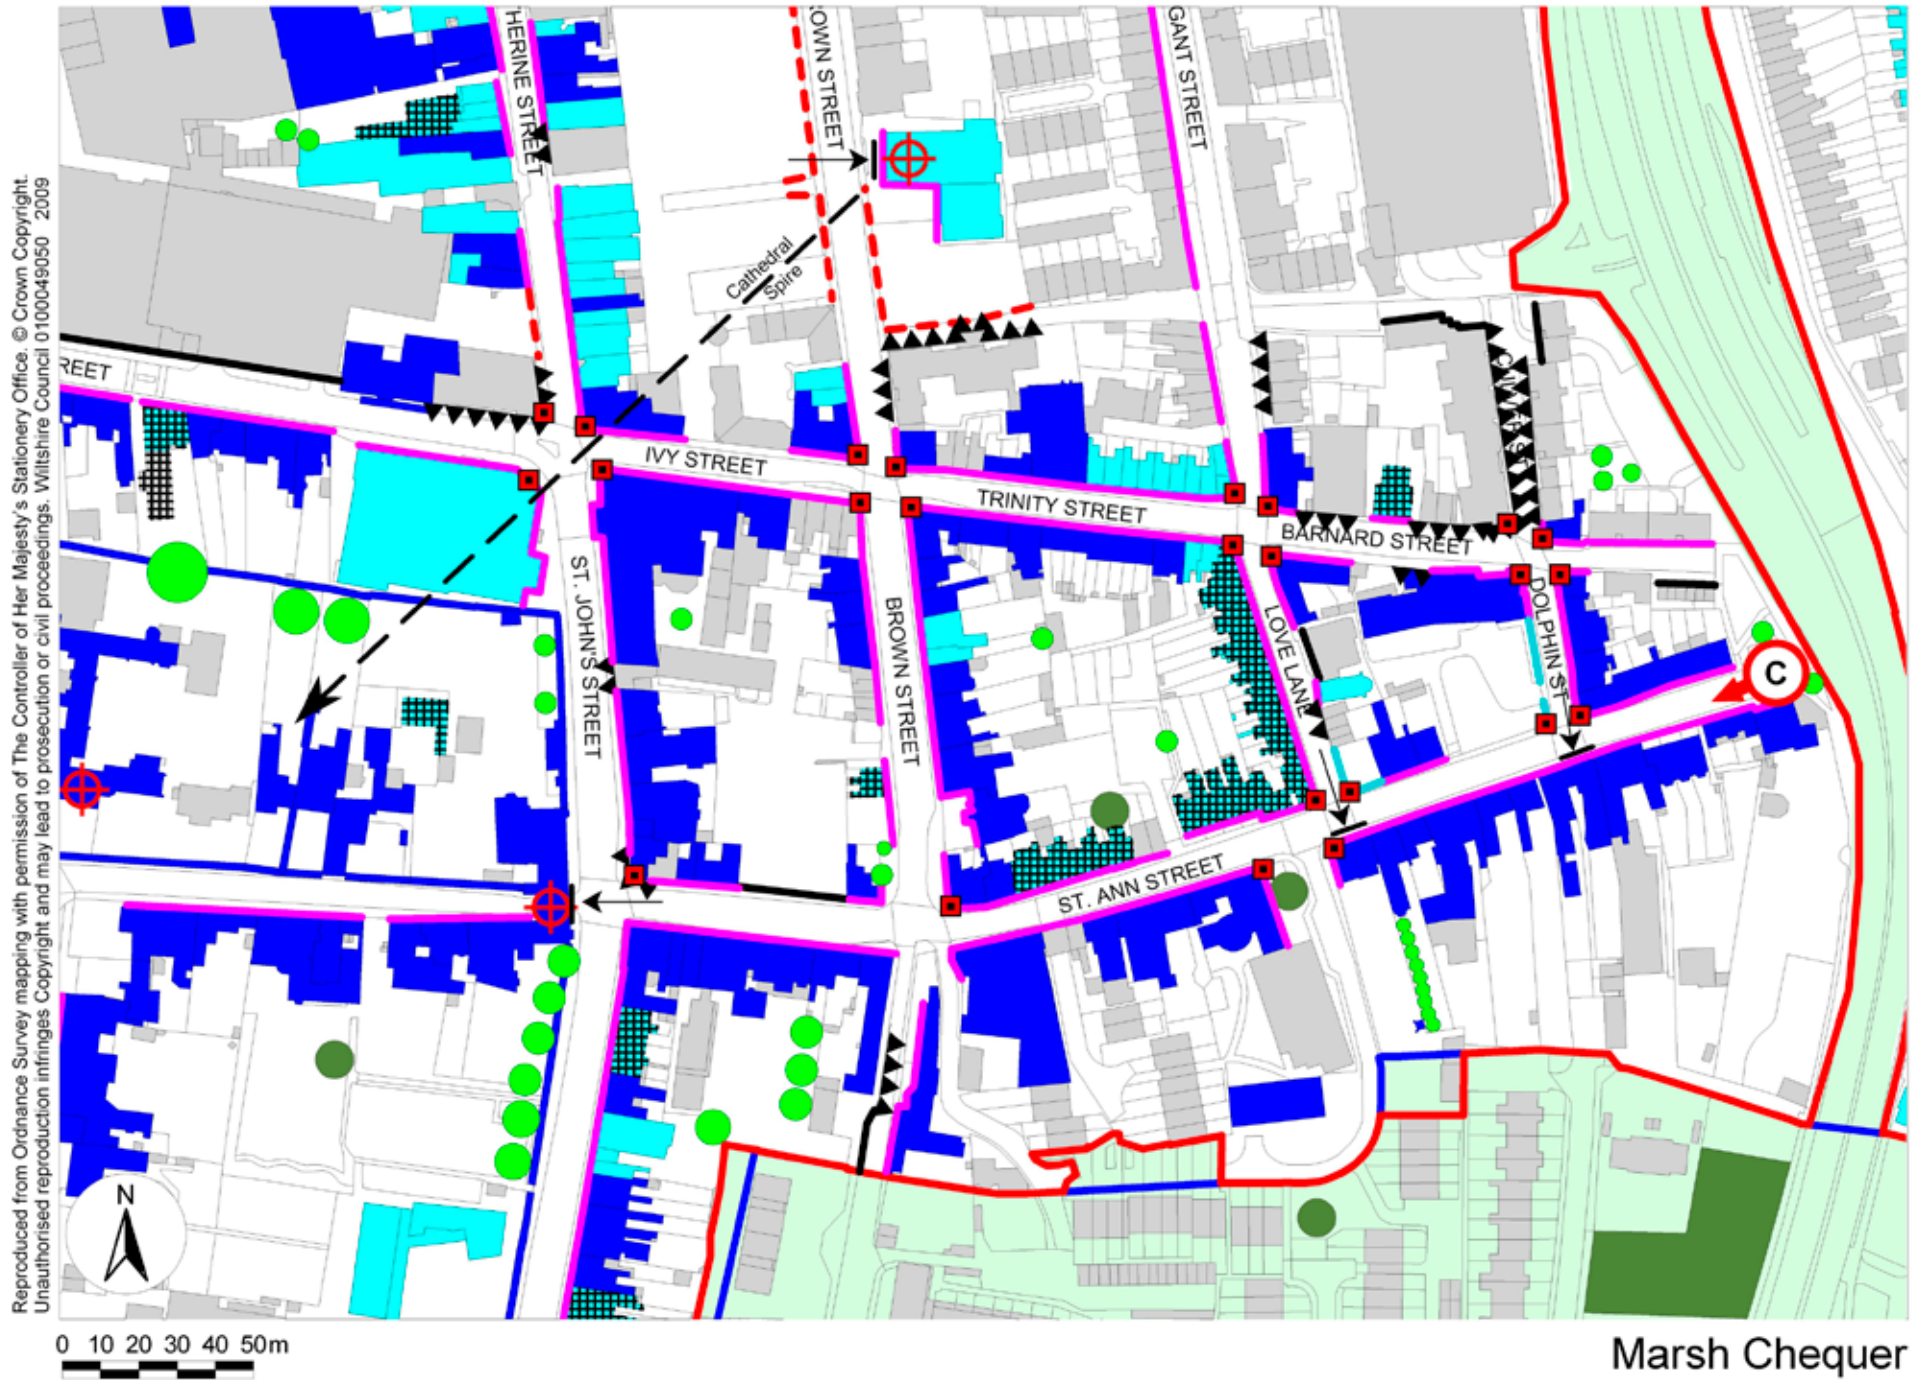 Reproduced from Ordnance Survey mapping with permission of The Controller of Her Majesty's Stationery Office. © Crown Copyright.
Unauthorised reproduction infringes Copyright and may lead to prosecution or civil proceedings. Wiltshire Council 0100049050 2009
HERINE STREET
OWN STREET
GANT STREET
Cathedral
Spire
REET
IVY STREET
TRINITY STREET
BARNARD STREET
ST. JOHN'S STREET
BROWN STREET
LOVE LANE
DOLPHIN ST
C
ST. ANN STREET
N
0 10 20 30 40 50m
Marsh Chequer